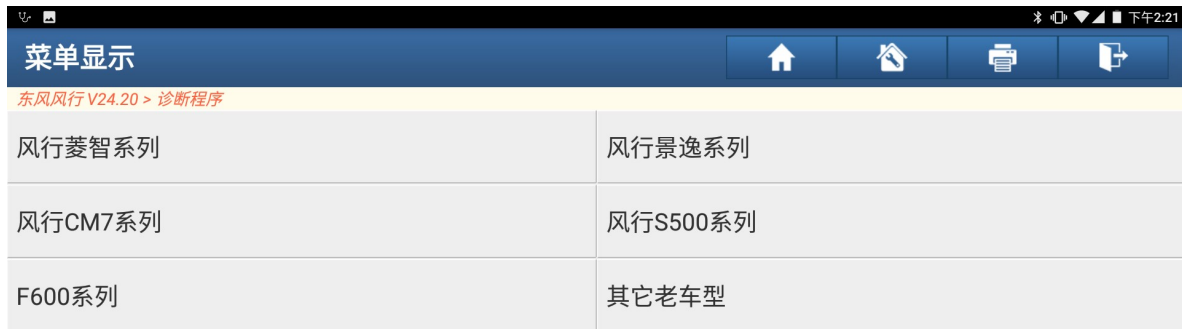 下午2:21
菜单显示
东风风行 V24.20 > 诊断程序
风行菱智系列
风行景逸系列
风行CM7系列
风行S500系列
F600系列
其它老车型